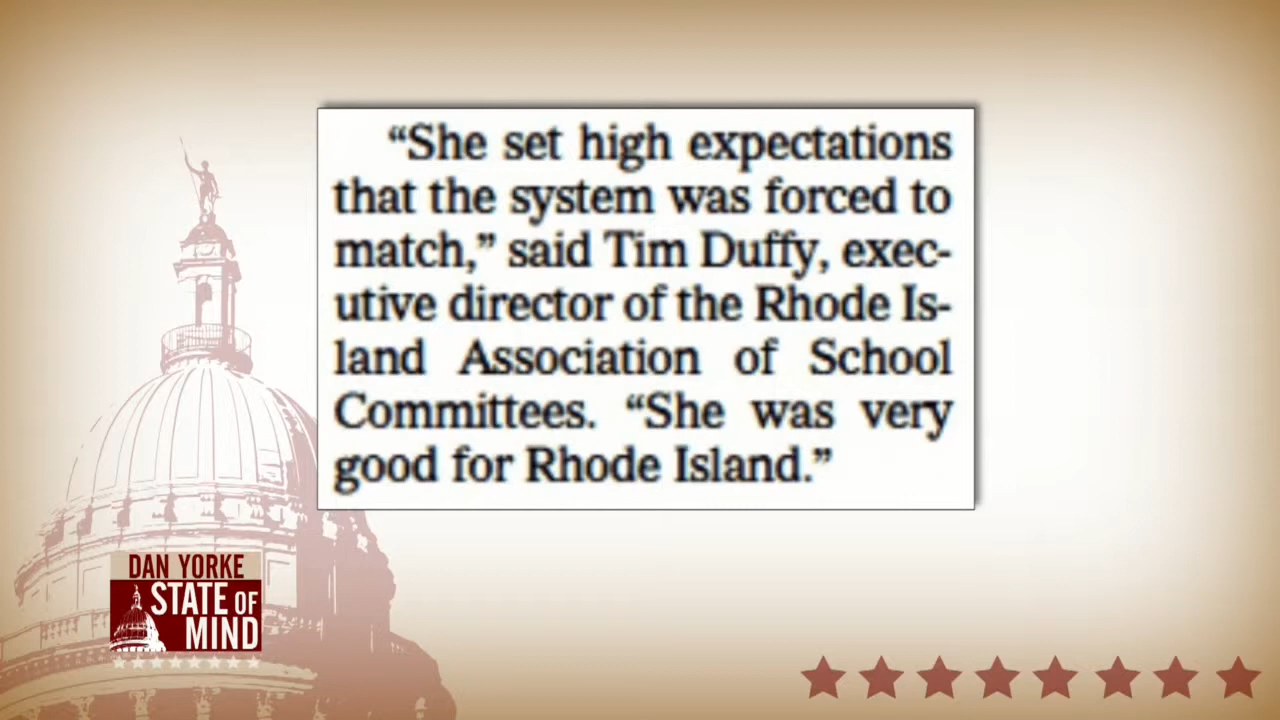 “She set high expectations
that the system was forced to
match,” said Tim Duffy, exec-
utive director of the Rhode Is-
land Association of School
Committees. “She was very
good for Rhode Island.”
DAN YORKE
STATE OF
MIND